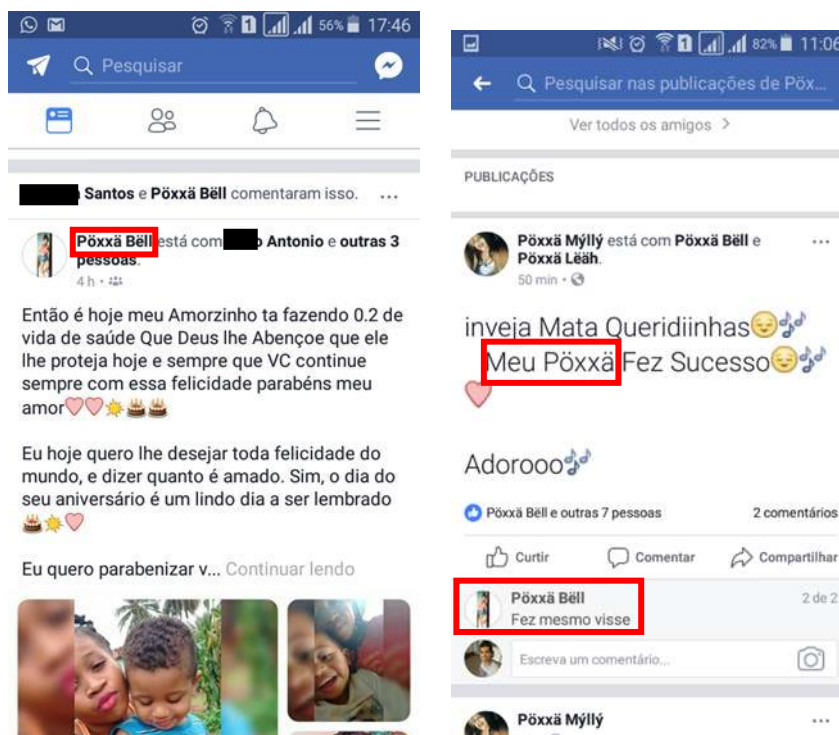 56% 17:46
Pesquisar
Santos e Pöxxä Bëll comentaram isso. ...
Pöxxä Bëll está com Antonio e outras 3
pessoas.
4 h ·
Então é hoje meu Amorzinho ta fazendo 0.2 de
vida de saúde Que Deus lhe Abençoe que ele
lhe proteja hoje e sempre que VC continue
sempre com essa felicidade parabéns meu
amor♡♡☀🎂🎂
Eu hoje quero lhe desejar toda felicidade do
mundo, e dizer quanto é amado. Sim, o dia do
seu aniversário é um lindo dia a ser lembrado
🎂☀♡
Eu quero parabenizar v... Continuar lendo
1 82% 11:06
Pesquisar nas publicações de Pöx...
Ver todos os amigos >
PUBLICAÇÕES
Pöxxä Mýllý está com Pöxxä Bëll e
Pöxxä Lëäh.
50 min ·
inveja Mata Queridiinhas😏🎶
Meu Pöxxä Fez Sucesso😏🎶
♡
Adorooo🎶
Pöxxä Bëll e outras 7 pessoas 2 comentários
Curtir Comentar Compartilhar
Pöxxä Bëll 2 de 2
Fez mesmo visse
Escreva um comentário...
Pöxxä Mýllý ...